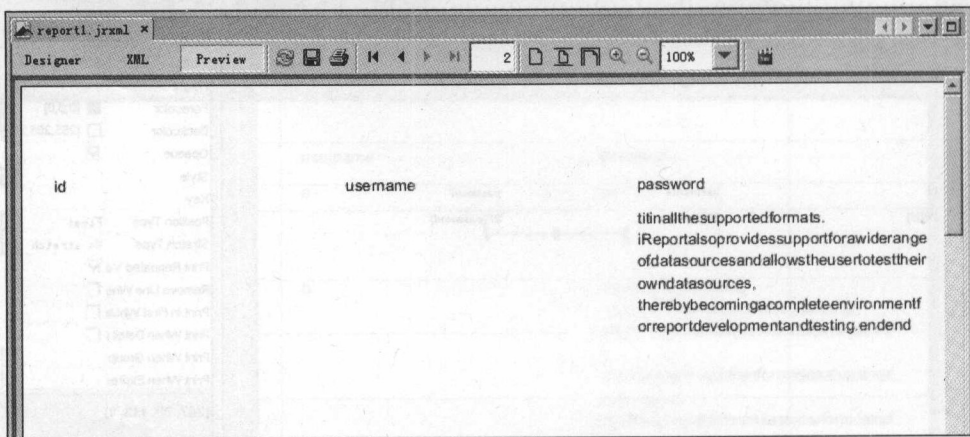 report1.jrxml ×
Designer XML Preview 2 100%
id username password
titinallthesupportedformats.
iReportalsoprovidessupportforawiderange
ofdatasourcesandallowstheusertotesttheir
owndatasources,
therebybecomingacompleteenvironmentf
orreportdevelopmentandtesting.endend